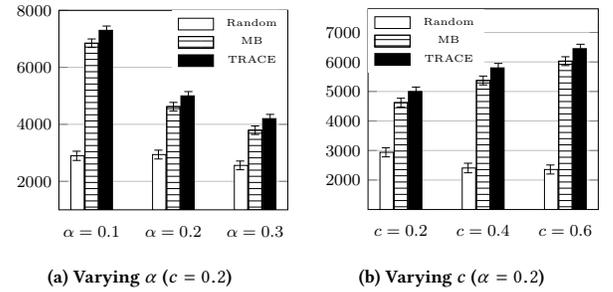 8000
6000
4000
2000
Random
MB
TRACE
α = 0.1
α = 0.2
α = 0.3
(a) Varying α (c = 0.2)
7000
6000
5000
4000
3000
2000
Random
MB
TRACE
c = 0.2
c = 0.4
c = 0.6
(b) Varying c (α = 0.2)